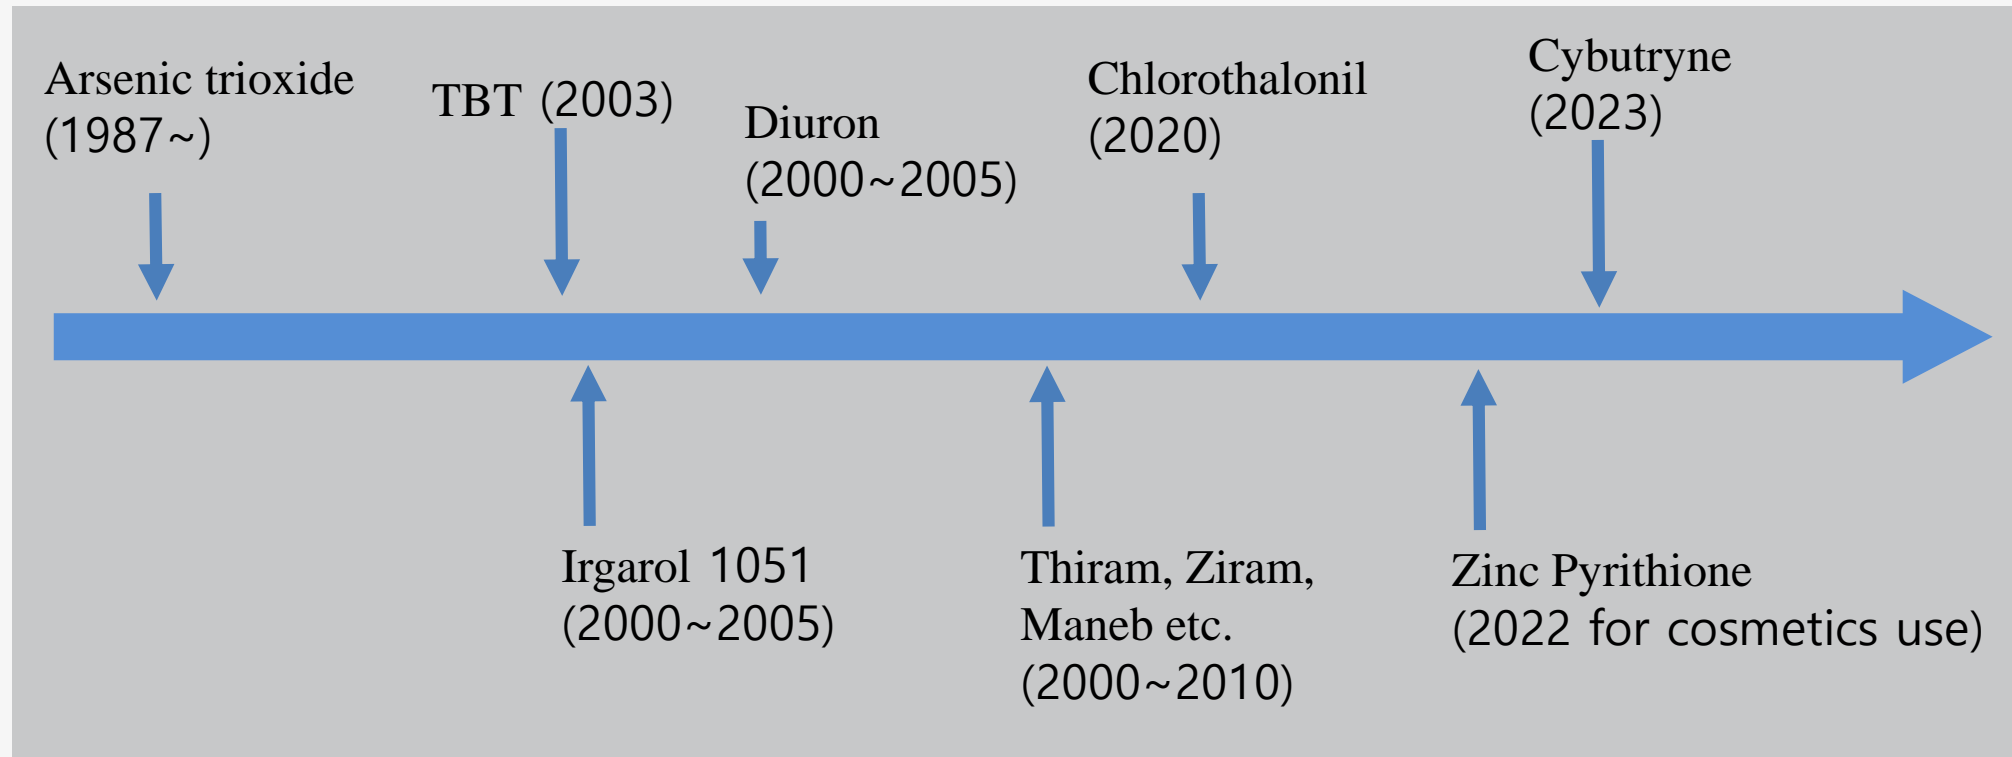 Arsenic trioxide
(1987~)
TBT (2003)
Diuron
(2000~2005)
Chlorothalonil
(2020)
Cybutryne
(2023)
Irgarol 1051
(2000~2005)
Thiram, Ziram,
Maneb etc.
(2000~2010)
Zinc Pyrithione
(2022 for cosmetics use)